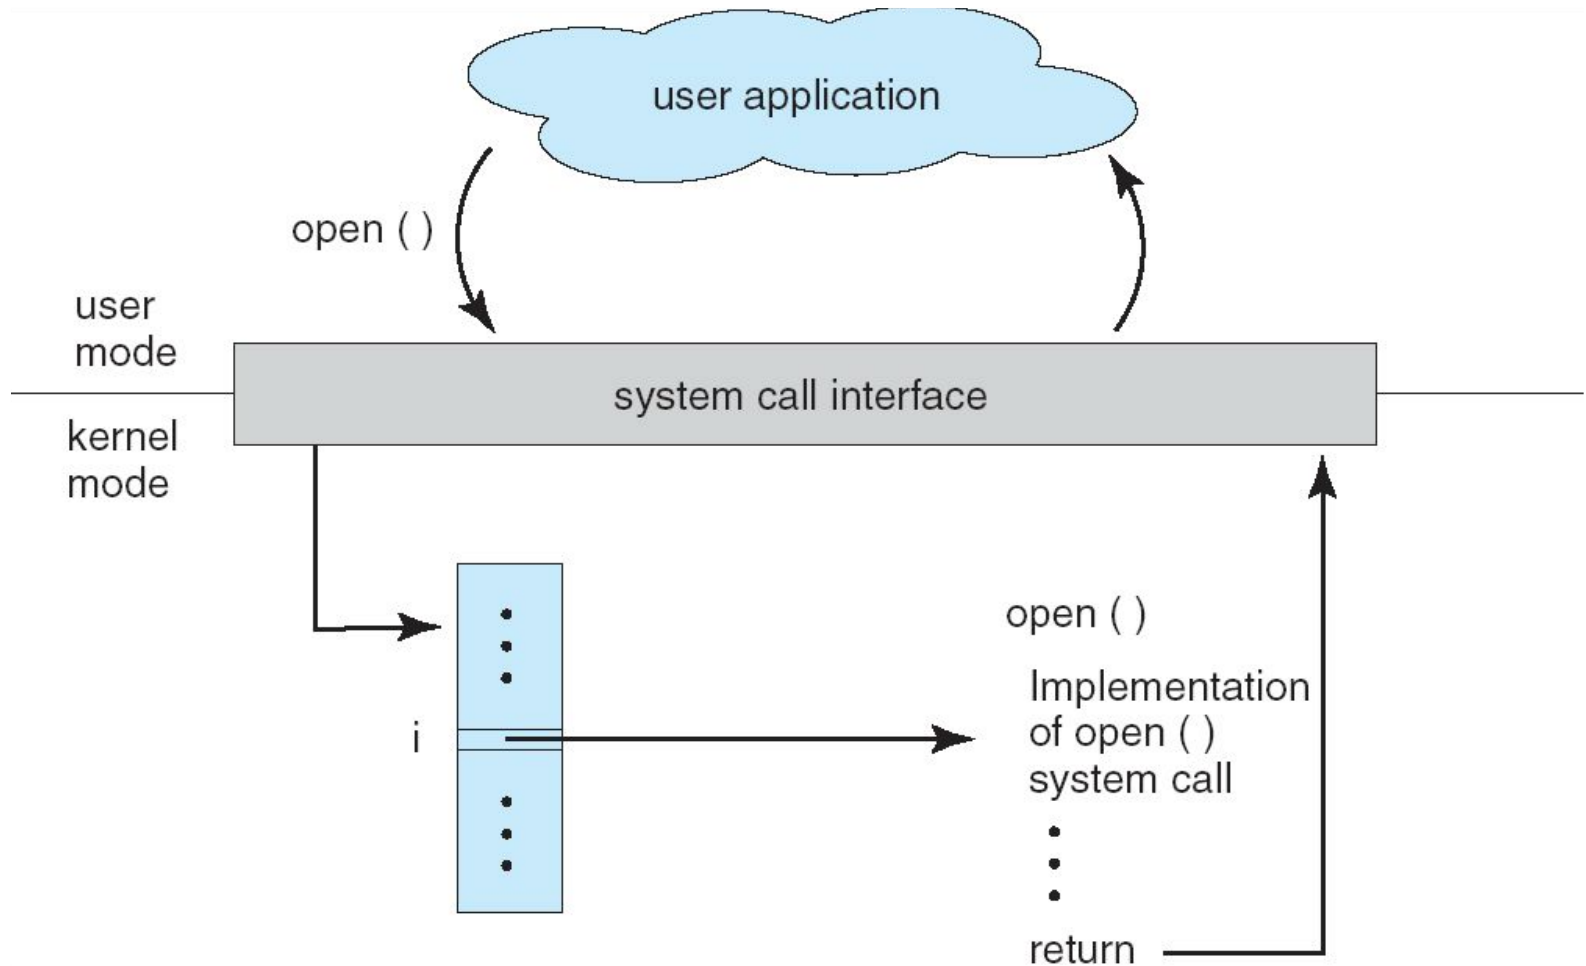 user application
open ( )
user
mode
system call interface
kernel
mode
open ( )
Implementation
of open ( )
system call
i
return